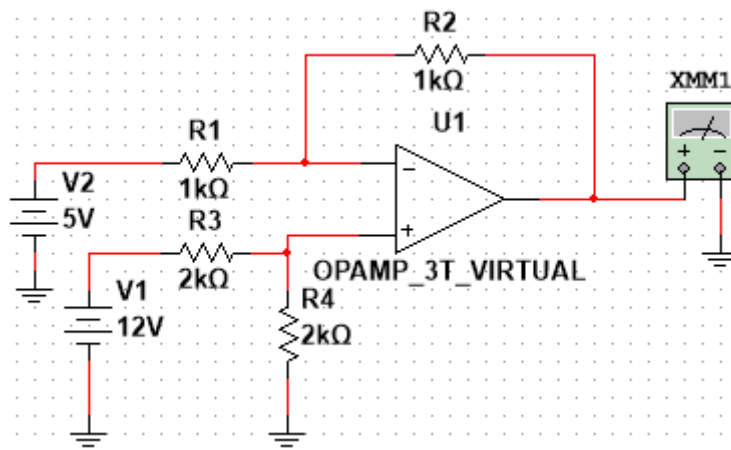 R2
1kΩ
XMM1
U1
R1
1kΩ
V2
5V
R3
2kΩ
OPAMP_3T_VIRTUAL
V1
12V
R4
2kΩ